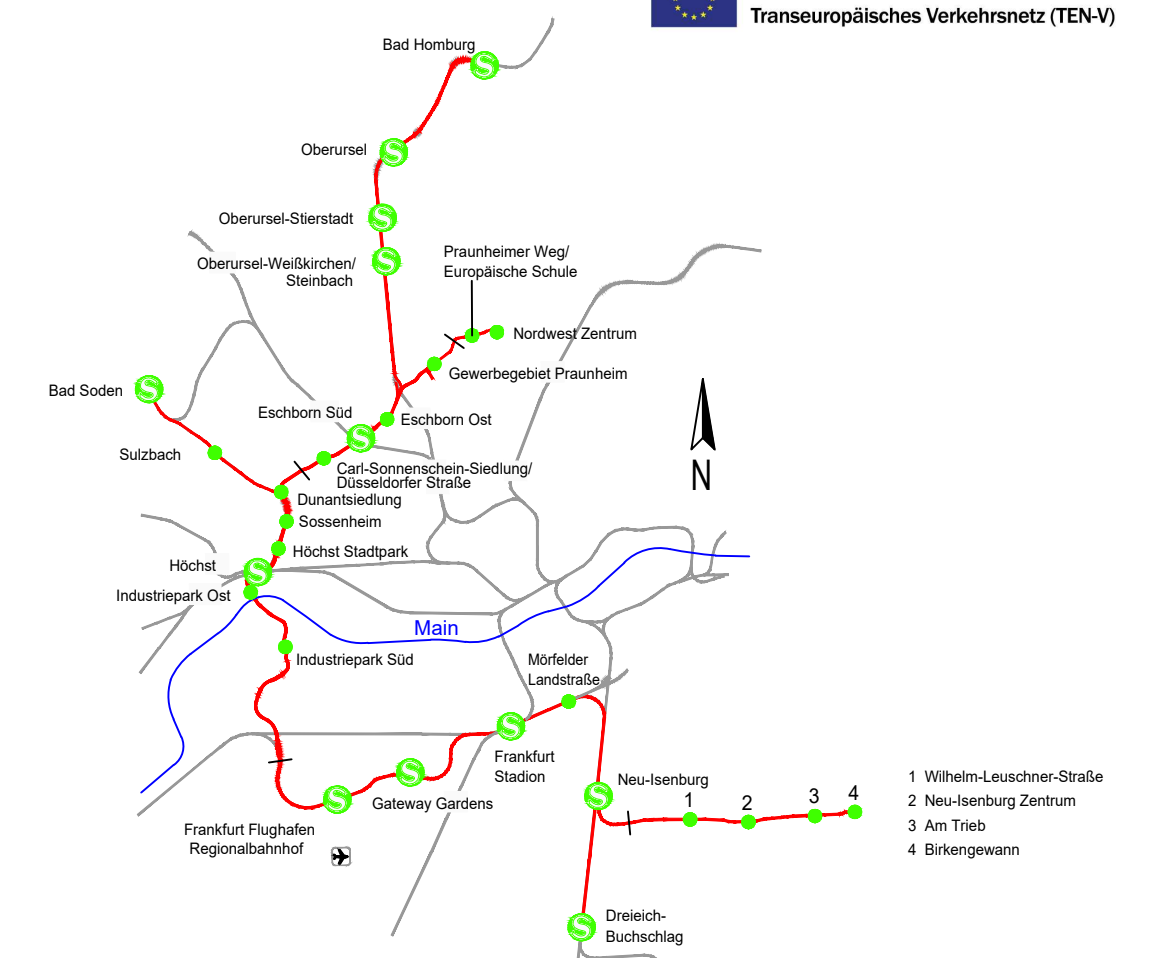 Transeuropäisches Verkehrsnetz (TEN-V)
Bad Homburg
Oberursel
Oberursel-Stierstadt
Oberursel-Weißkirchen/
Steinbach
Praunheimer Weg/
Europäische Schule
Nordwest Zentrum
Gewerbegebiet Praunheim
Bad Soden
Eschborn Süd
Eschborn Ost
Sulzbach
Carl-Sonnenschein-Siedlung/
Düsseldorfer Straße
Dunantsiedlung
Sossenheim
Höchst Stadtpark
Höchst
Industriepark Ost
N
Main
Industriepark Süd
Mörfelder
Landstraße
Frankfurt
Stadion
Gateway Gardens
Frankfurt Flughafen
Regionalbahnhof
Neu-Isenburg
1
2
3
4
1 Wilhelm-Leuschner-Straße
2 Neu-Isenburg Zentrum
3 Am Trieb
4 Birkengewann
Dreieich-
Buchschlag